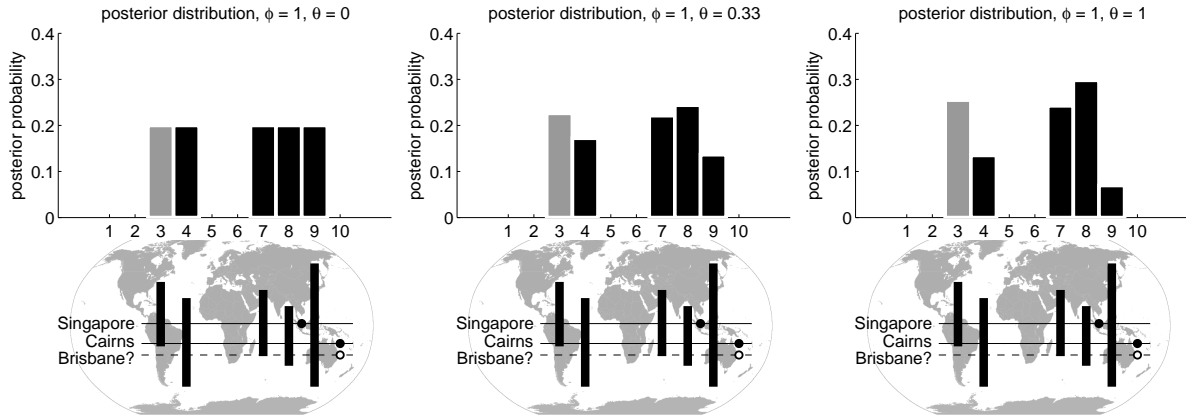 posterior distribution, ϕ = 1, θ = 0
posterior probability
0.4
0.3
0.2
0.1
0
1 2 3 4 5 6 7 8 9 10
Singapore
Cairns
Brisbane?
posterior distribution, ϕ = 1, θ = 0.33
posterior probability
0.4
0.3
0.2
0.1
0
1 2 3 4 5 6 7 8 9 10
Singapore
Cairns
Brisbane?
posterior distribution, ϕ = 1, θ = 1
posterior probability
0.4
0.3
0.2
0.1
0
1 2 3 4 5 6 7 8 9 10
Singapore
Cairns
Brisbane?